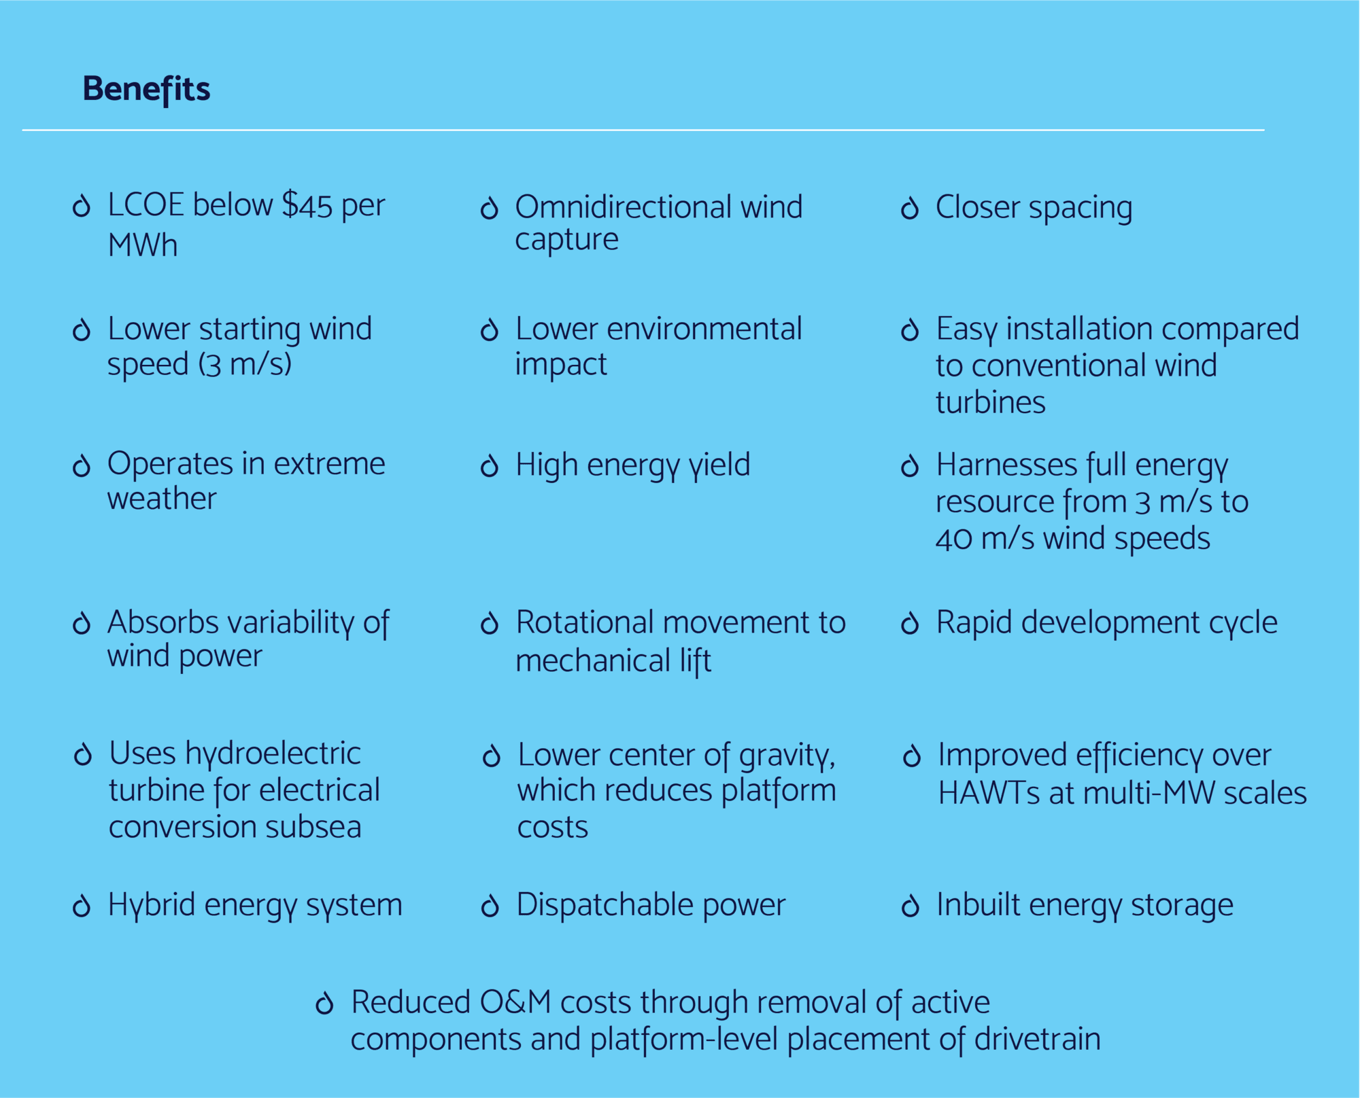 Benefits
LCOE below $45 per
MWh
Omnidirectional wind
capture
Closer spacing
Lower starting wind
speed (3 m/s)
Lower environmental
impact
Easy installation compared
to conventional wind
turbines
Operates in extreme
weather
High energy yield
Harnesses full energy
resource from 3 m/s to
40 m/s wind speeds
Absorbs variability of
wind power
Rotational movement to
mechanical lift
Rapid development cycle
Uses hydroelectric
turbine for electrical
conversion subsea
Lower center of gravity,
which reduces platform
costs
Improved efficiency over
HAWTs at multi-MW scales
Hybrid energy system
Dispatchable power
Inbuilt energy storage
Reduced O&M costs through removal of active
components and platform-level placement of drivetrain